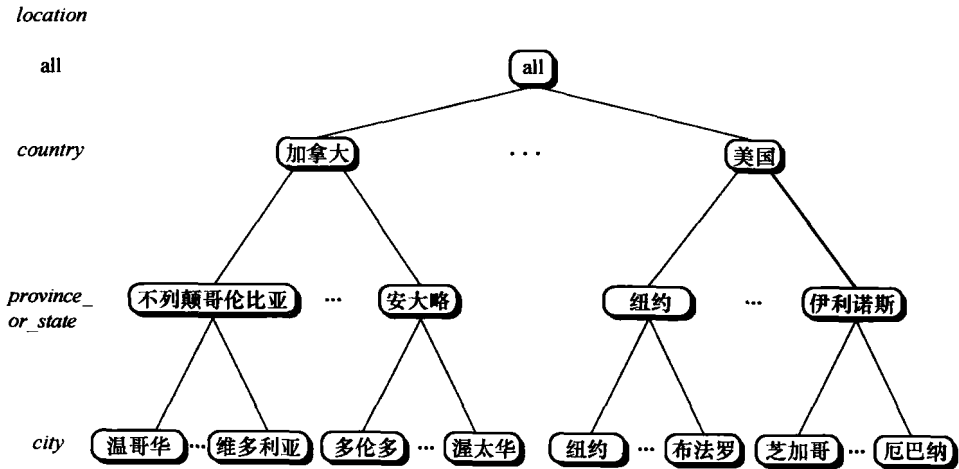 location
all all
country 加拿大 ... 美国
province_ 不列颠哥伦比亚 ... 安大略 纽约 ... 伊利诺斯
or_state
city 温哥华 ... 维多利亚 多伦多 ... 渥太华 纽约 ... 布法罗 芝加哥 ... 厄巴纳